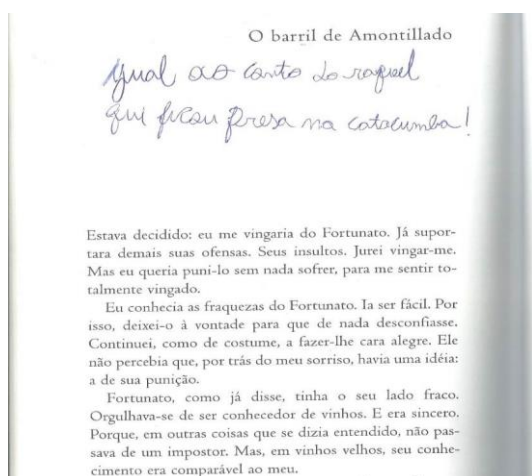 O barril de Amontillado
igual ao conto do raquel
que ficou presa na catacumba!
Estava decidido: eu me vingaria do Fortunato. Já supor-
tara demais suas ofensas. Seus insultos. Jurei vingar-me.
Mas eu queria puni-lo sem nada sofrer, para me sentir to-
talmente vingado.
Eu conhecia as fraquezas do Fortunato. Ia ser fácil. Por
isso, deixei-o à vontade para que de nada desconfiasse.
Continuei, como de costume, a fazer-lhe cara alegre. Ele
não percebia que, por trás do meu sorriso, havia uma idéia:
a de sua punição.
Fortunato, como já disse, tinha o seu lado fraco.
Orgulhava-se de ser conhecedor de vinhos. E era sincero.
Porque, em outras coisas que se dizia entendido, não pas-
sava de um impostor. Mas, em vinhos velhos, seu conhe-
cimento era comparável ao meu.